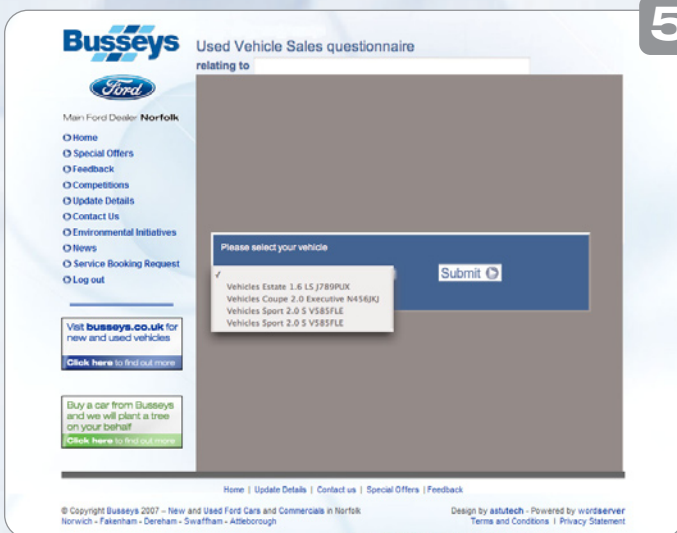 5
Busseys
Ford
Main Ford Dealer Norfolk
Home
Special Offers
Feedback
Competitions
Update Details
Contact Us
Environmental Initiatives
News
Service Booking Request
Log out
Visit busseys.co.uk for
new and used vehicles
Click here to find out more
Buy a car from Busseys
and we will plant a tree
on your behalf
Click here to find out more
Used Vehicle Sales questionnaire
relating to
Please select your vehicle
✓
Vehicles Estate 1.6 LS J789PUX
Vehicles Coupe 2.0 Executive N456JKJ
Vehicles Sport 2.0 S V585FLE
Vehicles Sport 2.0 S V585FLE
Submit
Home | Update Details | Contact us | Special Offers | Feedback
© Copyright Busseys 2007 - New and Used Ford Cars and Commercials in Norfolk
Norwich - Fakenham - Dereham - Swaffham - Attleborough
Design by astutech - Powered by wordserver
Terms and Conditions | Privacy Statement